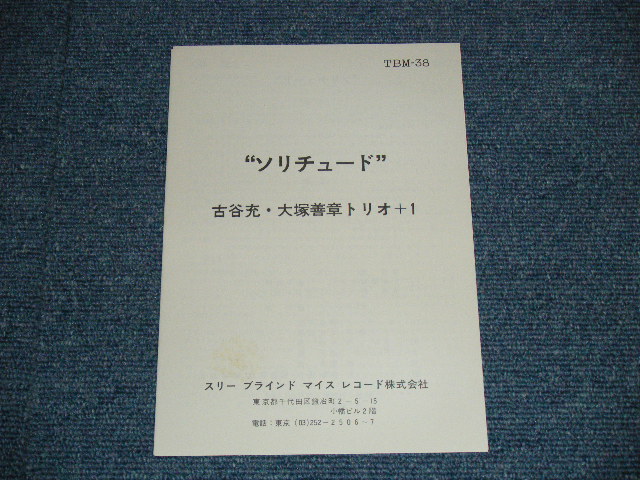 TBM-38
“ソリチュード”
古谷充・大塚善章トリオ＋1
スリー ブラインド マイス レコード株式会社
東京都千代田区鍛冶町2−5−15
小幡ビル2階
電話：東京 (03)252−2506−7